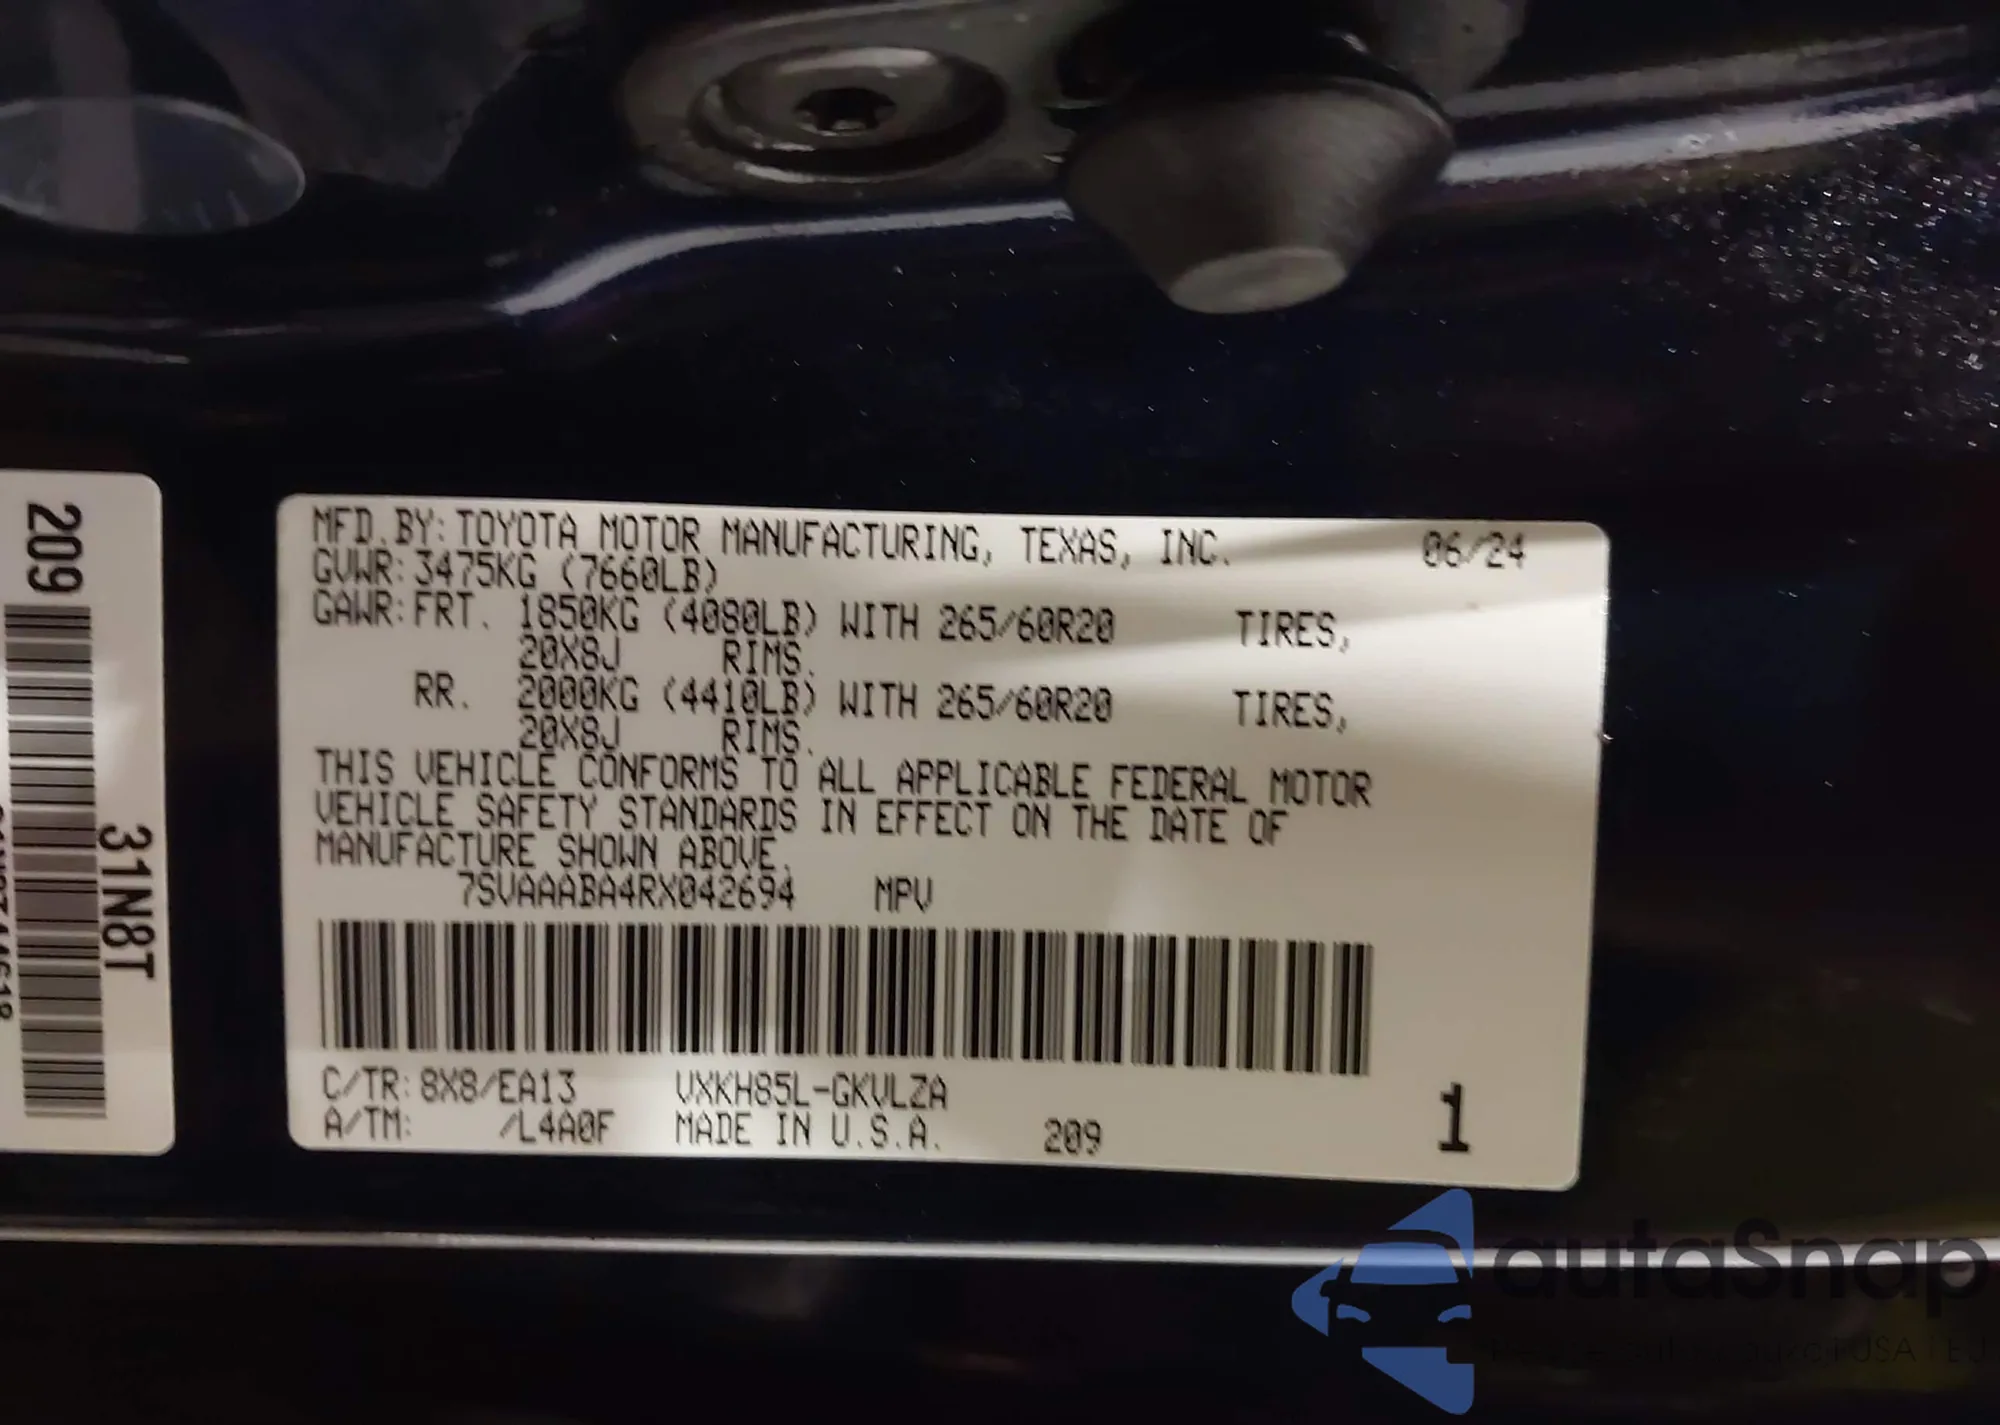 209
31N8T
MFD.BY: TOYOTA MOTOR MANUFACTURING, TEXAS, INC. 06/24
GVWR: 3475KG (7660LB)
GAWR: FRT. 1850KG (4080LB) WITH 265/60R20 TIRES,
20X8J RIMS.
RR. 2000KG (4410LB) WITH 265/60R20 TIRES,
20X8J RIMS.
THIS VEHICLE CONFORMS TO ALL APPLICABLE FEDERAL MOTOR
VEHICLE SAFETY STANDARDS IN EFFECT ON THE DATE OF
MANUFACTURE SHOWN ABOVE.
7SVAAABA4RX042694 MPV
C/TR: 8X8/EA13 VXKH85L-GKVLZA
A/TM: /L4A0F MADE IN U.S.A. 209 1
autaSnap